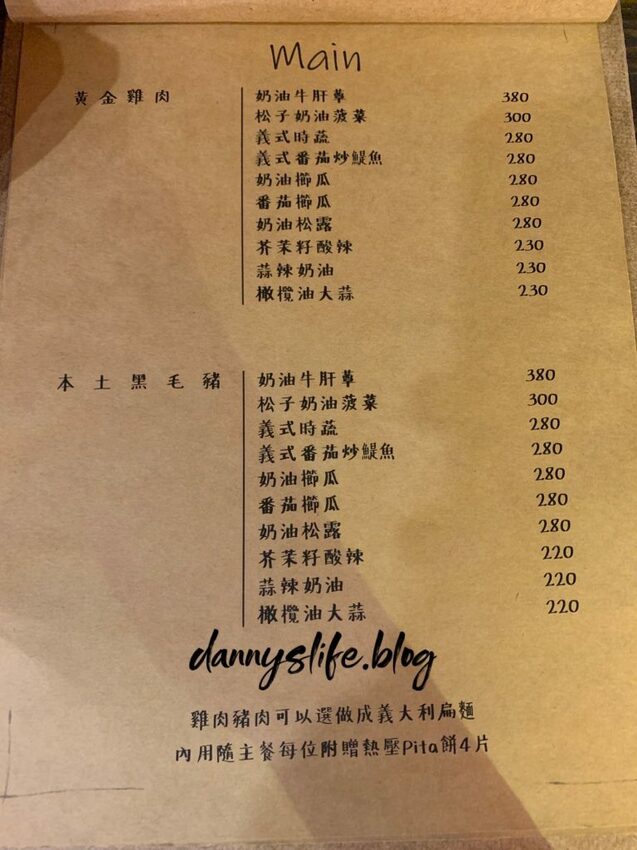 Main
黃金雞肉
奶油牛肝蕈 380
松子奶油菠菜 300
義式時蔬 280
義式番茄炒鯷魚 280
奶油櫛瓜 280
番茄櫛瓜 280
奶油松露 280
芥茉籽酸辣 230
蒜辣奶油 230
橄欖油大蒜 230
本土黑毛豬
奶油牛肝蕈 380
松子奶油菠菜 300
義式時蔬 280
義式番茄炒鯷魚 280
奶油櫛瓜 280
番茄櫛瓜 280
奶油松露 280
芥茉籽酸辣 220
蒜辣奶油 220
橄欖油大蒜 220
dannyslife.blog
雞肉豬肉可以選做成義大利扁麵
內用隨主餐每位附贈熱壓Pita餅4片